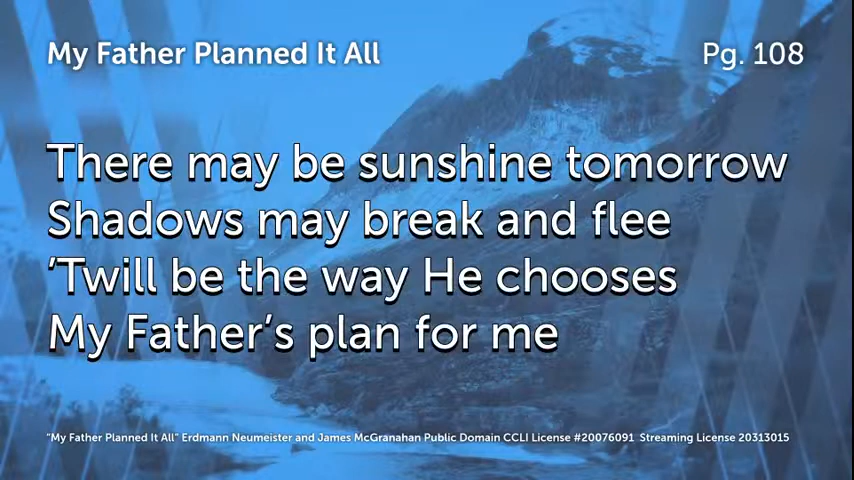 My Father Planned It All
Pg. 108
There may be sunshine tomorrow
Shadows may break and flee
’Twill be the way He chooses
My Father’s plan for me
"My Father Planned It All" Erdmann Neumeister and James McGranahan Public Domain CCLI License #20076091 Streaming License 20313015